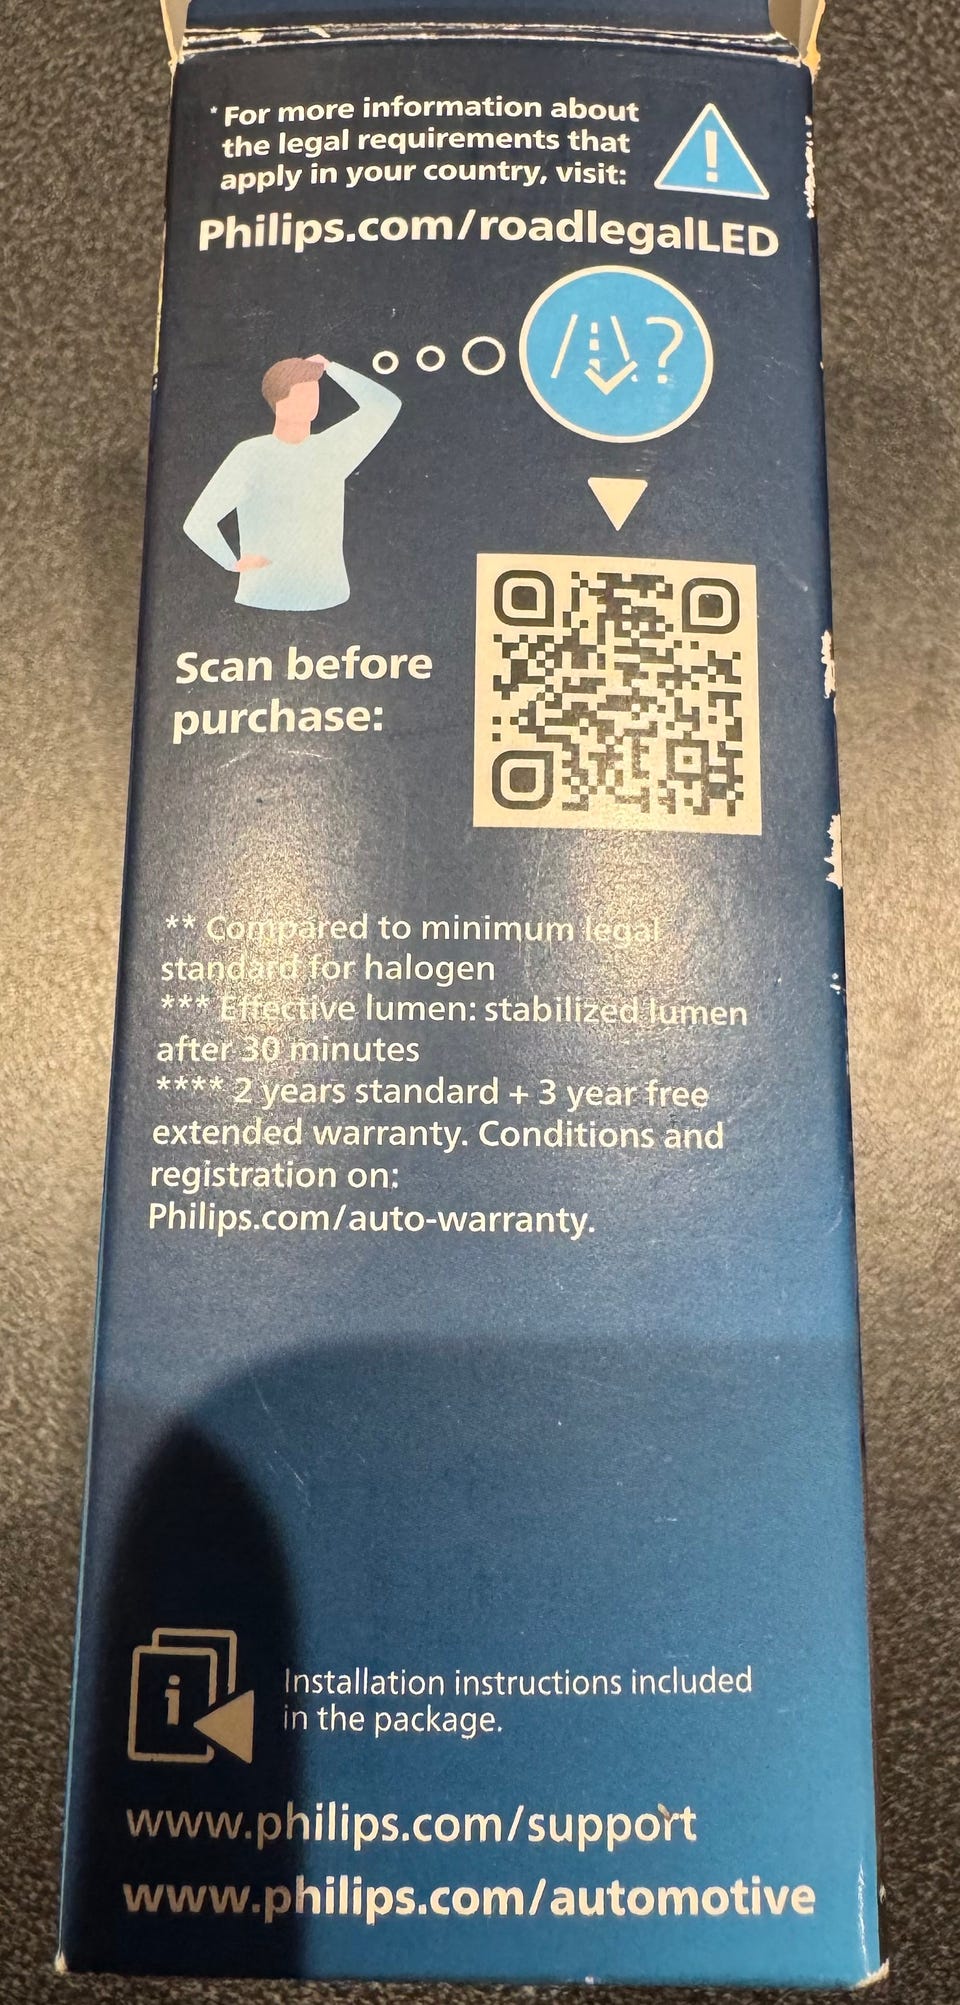 * For more information about
the legal requirements that
apply in your country, visit:
Philips.com/roadlegalLED
?
Scan before
purchase:
** Compared to minimum legal
standard for halogen
*** Effective lumen: stabilized lumen
after 30 minutes
**** 2 years standard + 3 year free
extended warranty. Conditions and
registration on:
Philips.com/auto-warranty.
i
Installation instructions included
in the package.
www.philips.com/support
www.philips.com/automotive